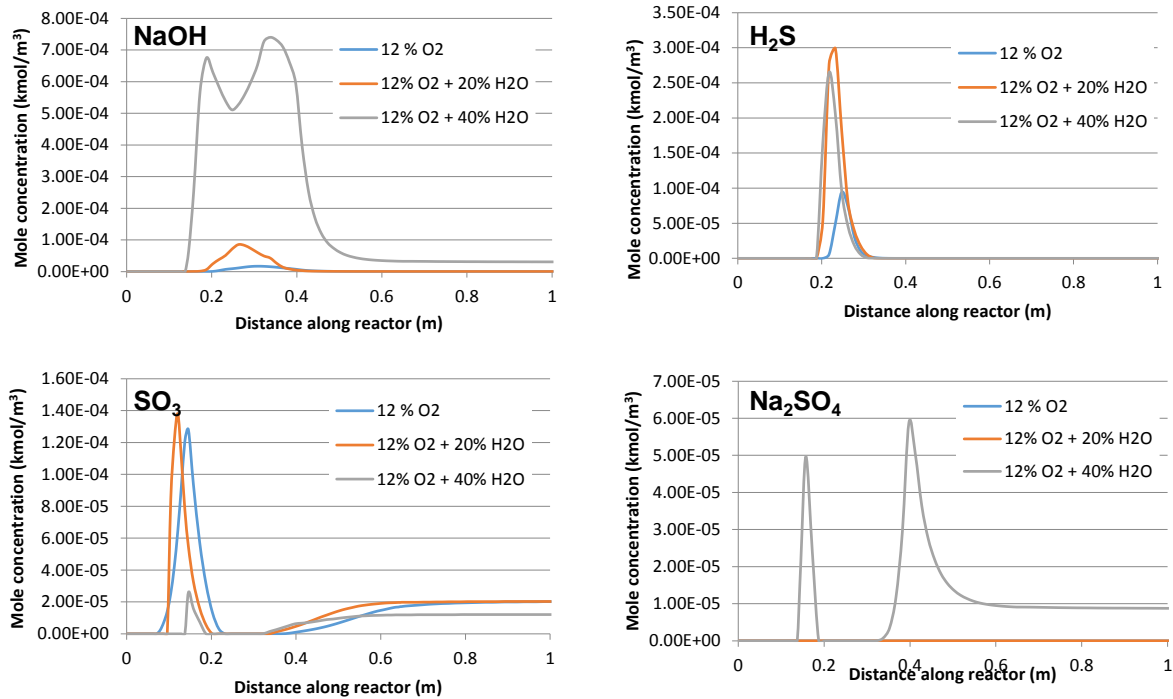 NaOH
Mole concentration (kmol/m³)
8.00E-04
7.00E-04
6.00E-04
5.00E-04
4.00E-04
3.00E-04
2.00E-04
1.00E-04
0.00E+00
0 0.2 0.4 0.6 0.8 1
Distance along reactor (m)
12 % O2
12% O2 + 20% H2O
12% O2 + 40% H2O
H₂S
Mole concentration (kmol/m³)
3.50E-04
3.00E-04
2.50E-04
2.00E-04
1.50E-04
1.00E-04
5.00E-05
0.00E+00
0 0.2 0.4 0.6 0.8 1
Distance along reactor (m)
12 % O2
12% O2 + 20% H2O
12% O2 + 40% H2O
SO₃
Mole concentration (kmol/m³)
1.60E-04
1.40E-04
1.20E-04
1.00E-04
8.00E-05
6.00E-05
4.00E-05
2.00E-05
0.00E+00
0 0.2 0.4 0.6 0.8 1
Distance along reactor (m)
12 % O2
12% O2 + 20% H2O
12% O2 + 40% H2O
Na₂SO₄
Mole concentration (kmol/m³)
7.00E-05
6.00E-05
5.00E-05
4.00E-05
3.00E-05
2.00E-05
1.00E-05
0.00E+00
0 0.2 0.4 0.6 0.8 1
Distance along reactor (m)
12 % O2
12% O2 + 20% H2O
12% O2 + 40% H2O